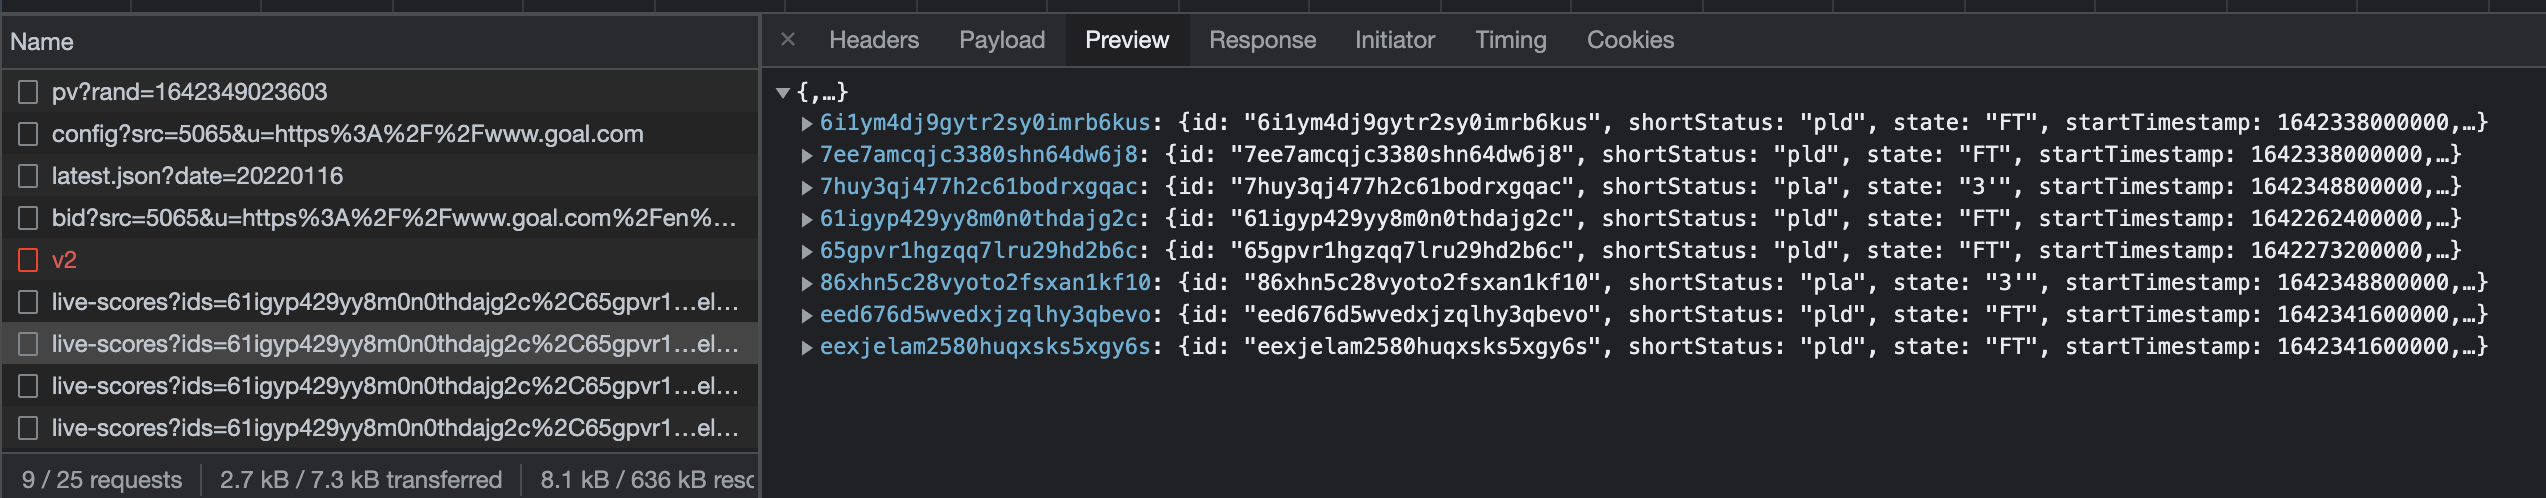 Name
pv?rand=1642349023603
config?src=5065&u=https%3A%2F%2Fwww.goal.com
latest.json?date=20220116
bid?src=5065&u=https%3A%2F%2Fwww.goal.com%2Fen%...
v2
live-scores?ids=61igyp429yy8m0n0thdajg2c%2C65gpvr1...el...
live-scores?ids=61igyp429yy8m0n0thdajg2c%2C65gpvr1...el...
live-scores?ids=61igyp429yy8m0n0thdajg2c%2C65gpvr1...el...
live-scores?ids=61igyp429yy8m0n0thdajg2c%2C65gpvr1...el...
9 / 25 requests 2.7 kB / 7.3 kB transferred 8.1 kB / 636 kB resc
× Headers Payload Preview Response Initiator Timing Cookies
▼{,…}
▶6i1ym4dj9gytr2sy0imrb6kus: {id: "6i1ym4dj9gytr2sy0imrb6kus", shortStatus: "pld", state: "FT", startTimestamp: 1642338000000,…}
▶7ee7amcqjc3380shn64dw6j8: {id: "7ee7amcqjc3380shn64dw6j8", shortStatus: "pld", state: "FT", startTimestamp: 1642338000000,…}
▶7huy3qj477h2c61bodrxgqac: {id: "7huy3qj477h2c61bodrxgqac", shortStatus: "pla", state: "3'", startTimestamp: 1642348800000,…}
▶61igyp429yy8m0n0thdajg2c: {id: "61igyp429yy8m0n0thdajg2c", shortStatus: "pld", state: "FT", startTimestamp: 1642262400000,…}
▶65gpvr1hgzqq7lru29hd2b6c: {id: "65gpvr1hgzqq7lru29hd2b6c", shortStatus: "pld", state: "FT", startTimestamp: 1642273200000,…}
▶86xhn5c28vyoto2fsxan1kf10: {id: "86xhn5c28vyoto2fsxan1kf10", shortStatus: "pla", state: "3'", startTimestamp: 1642348800000,…}
▶eed676d5wvedxjzqlhy3qbevo: {id: "eed676d5wvedxjzqlhy3qbevo", shortStatus: "pld", state: "FT", startTimestamp: 1642341600000,…}
▶eexjelam2580huqxsks5xgy6s: {id: "eexjelam2580huqxsks5xgy6s", shortStatus: "pld", state: "FT", startTimestamp: 1642341600000,…}